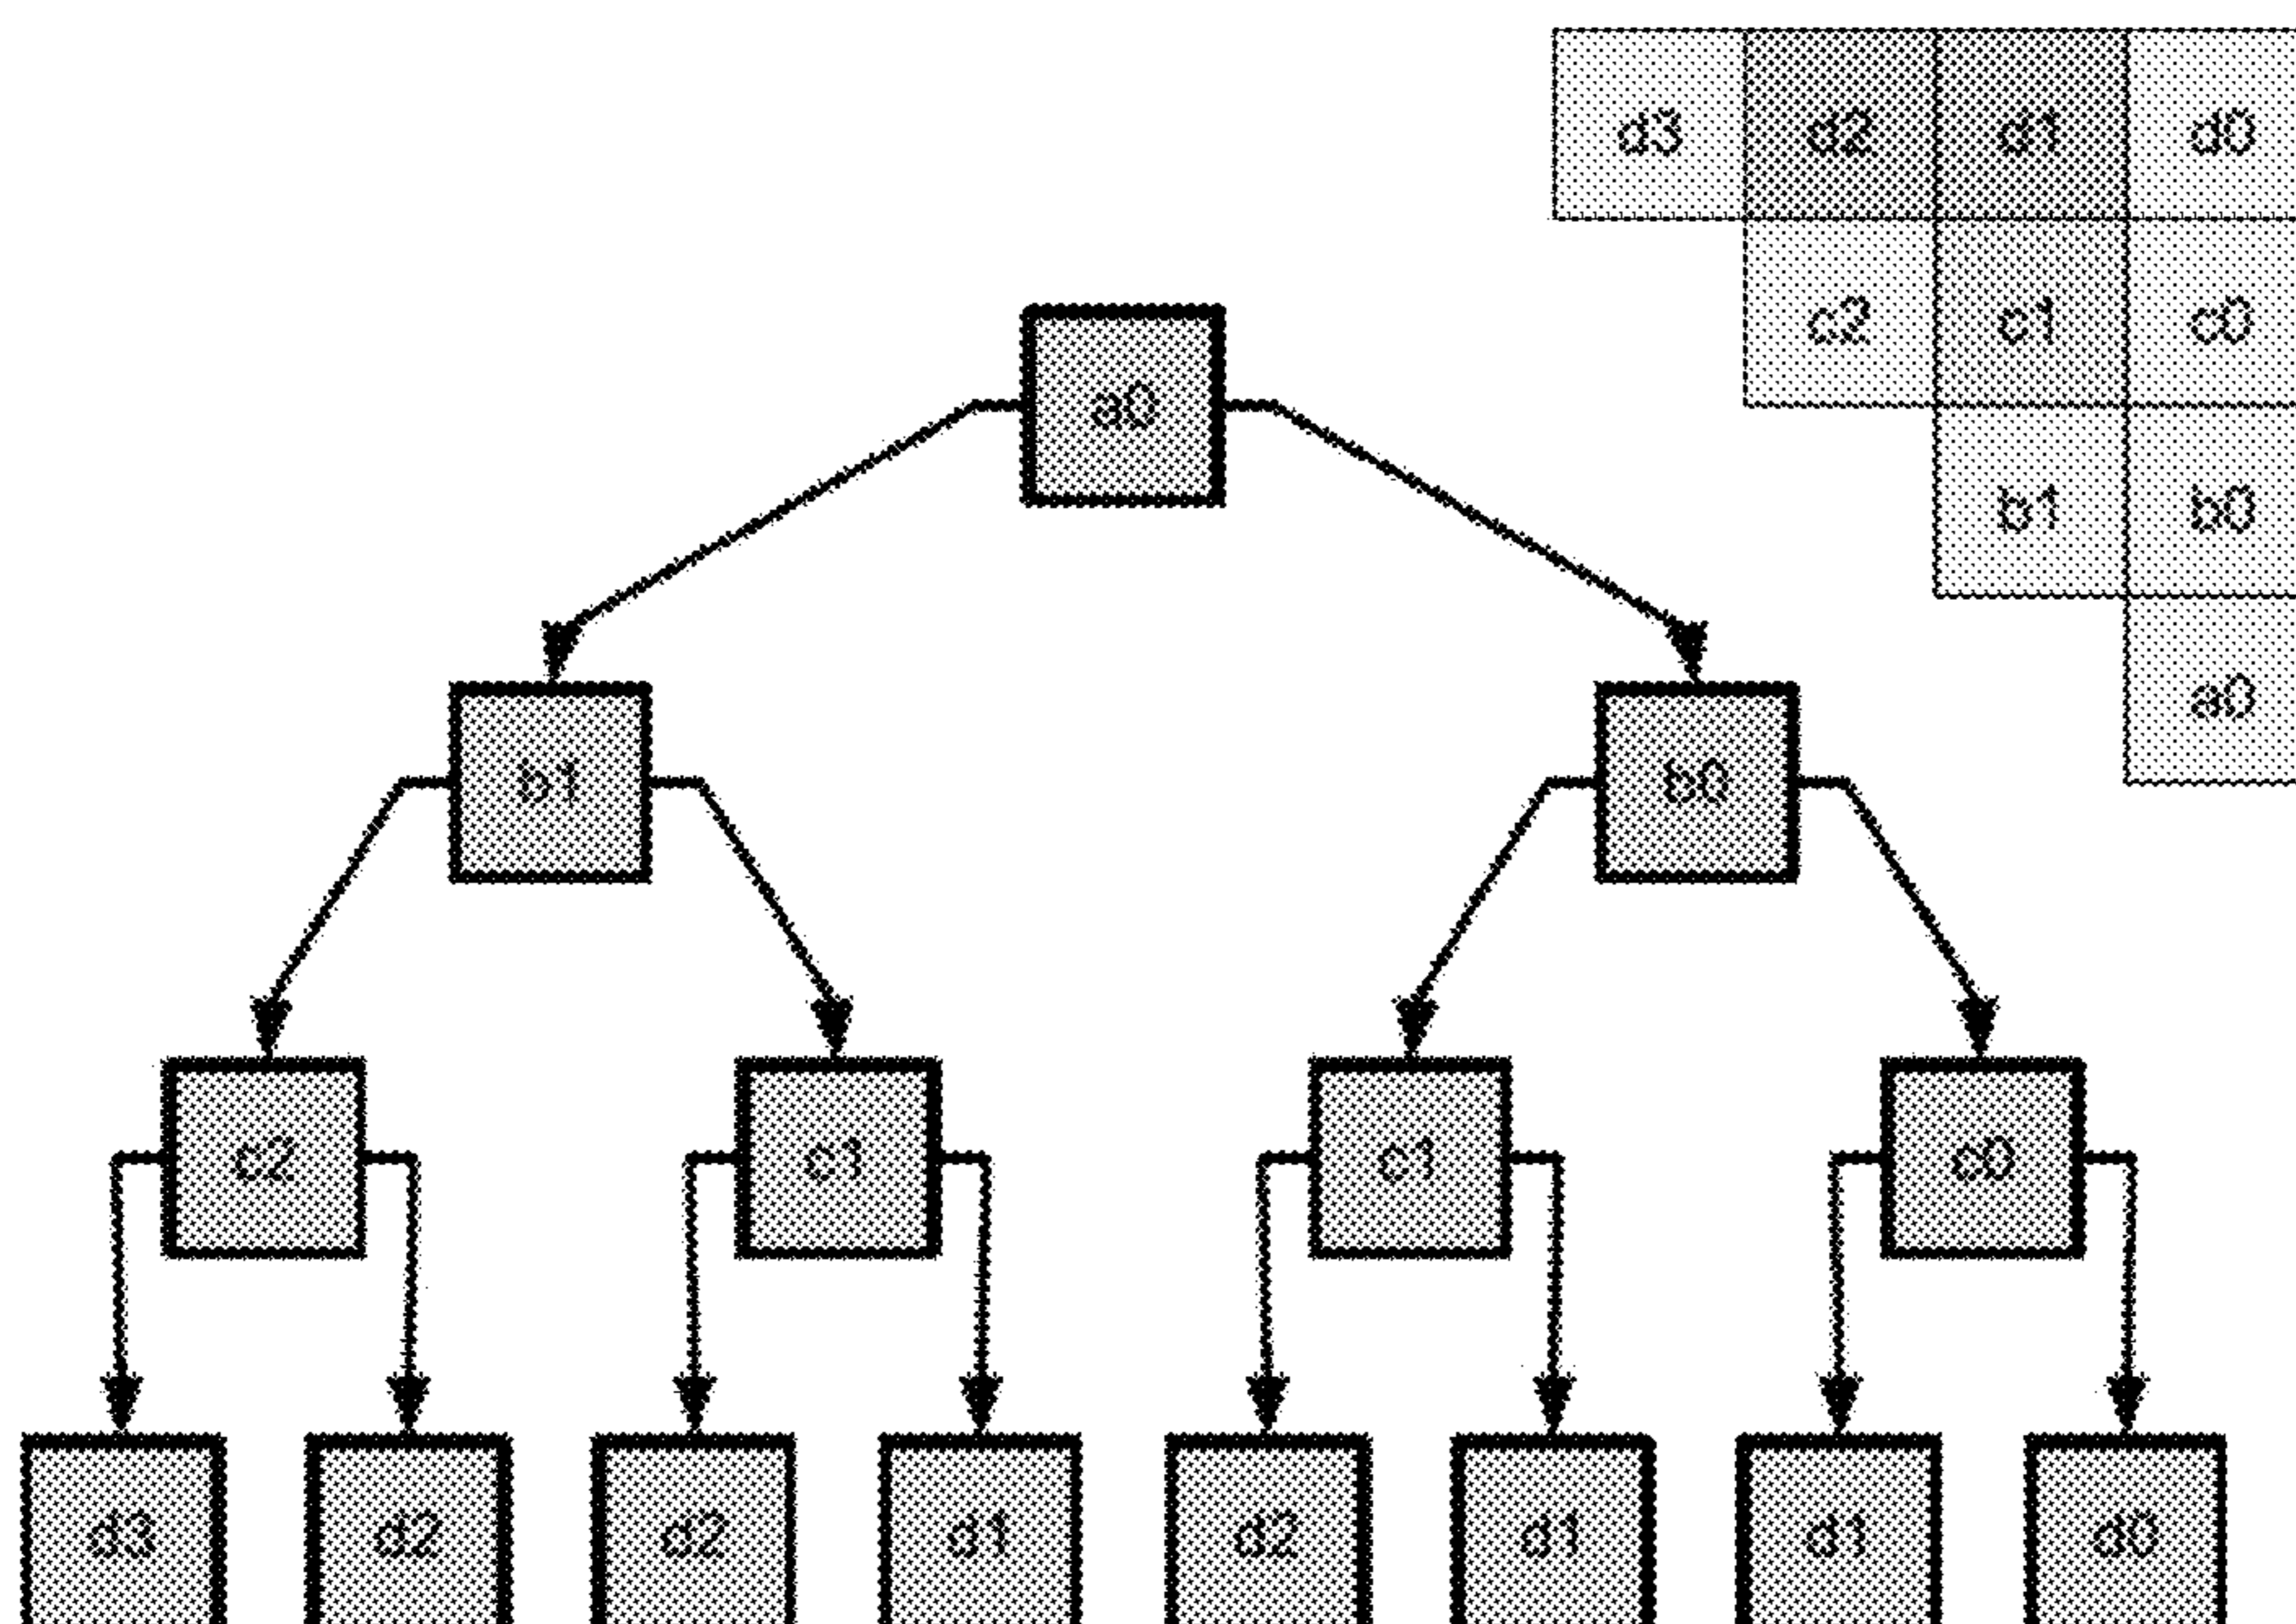 d3 d2 d1 d0
c2 c1 c0
a0
b1 b0
a0
b1 b0
c2 c1 c1 c0
d3 d2 d2 d1 d2 d1 d1 d0